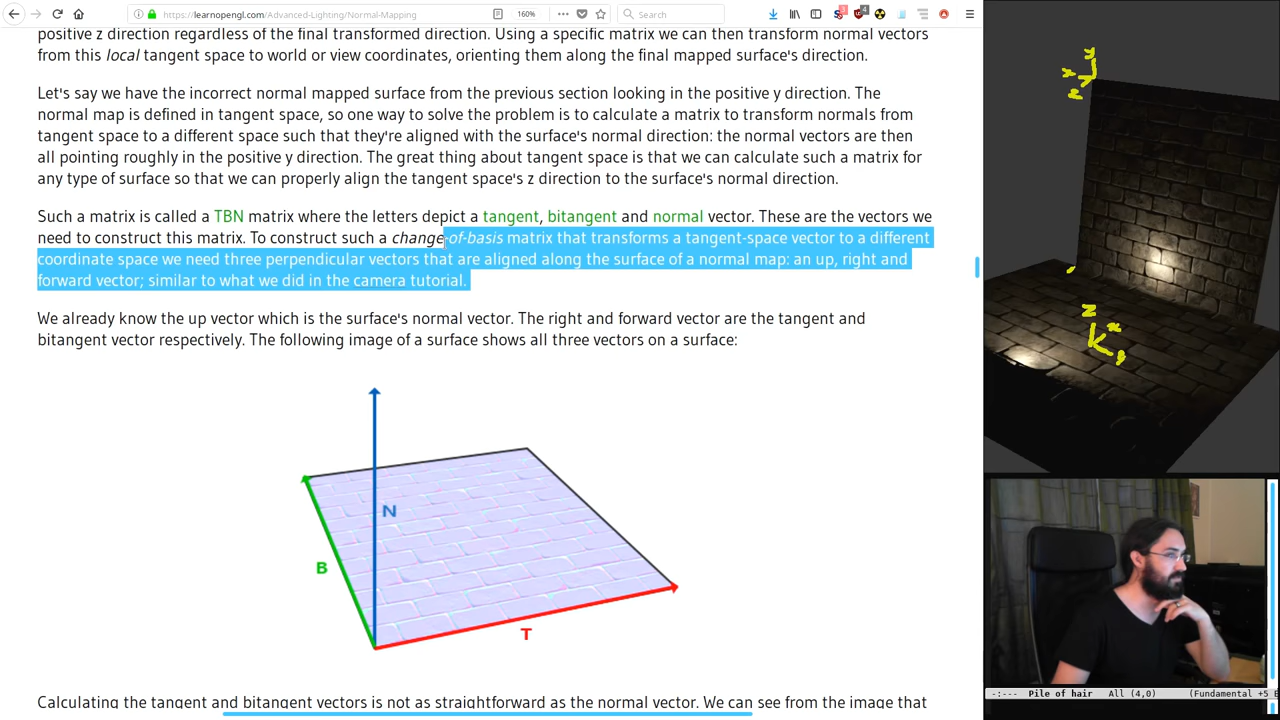 https://learnopengl.com/Advanced-Lighting/Normal-Mapping
160%
Search
3
4
positive z direction regardless of the final transformed direction. Using a specific matrix we can then transform normal vectors
from this local tangent space to world or view coordinates, orienting them along the final mapped surface's direction.
Let's say we have the incorrect normal mapped surface from the previous section looking in the positive y direction. The
normal map is defined in tangent space, so one way to solve the problem is to calculate a matrix to transform normals from
tangent space to a different space such that they're aligned with the surface's normal direction: the normal vectors are then
all pointing roughly in the positive y direction. The great thing about tangent space is that we can calculate such a matrix for
any type of surface so that we can properly align the tangent space's z direction to the surface's normal direction.
Such a matrix is called a TBN matrix where the letters depict a tangent, bitangent and normal vector. These are the vectors we
need to construct this matrix. To construct such a change-of-basis matrix that transforms a tangent-space vector to a different
coordinate space we need three perpendicular vectors that are aligned along the surface of a normal map: an up, right and
forward vector; similar to what we did in the camera tutorial.
We already know the up vector which is the surface's normal vector. The right and forward vector are the tangent and
bitangent vector respectively. The following image of a surface shows all three vectors on a surface:
N
B
T
Calculating the tangent and bitangent vectors is not as straightforward as the normal vector. We can see from the image that
y
x
z
z
x
-:--- Pile of hair All (4,0) (Fundamental +5